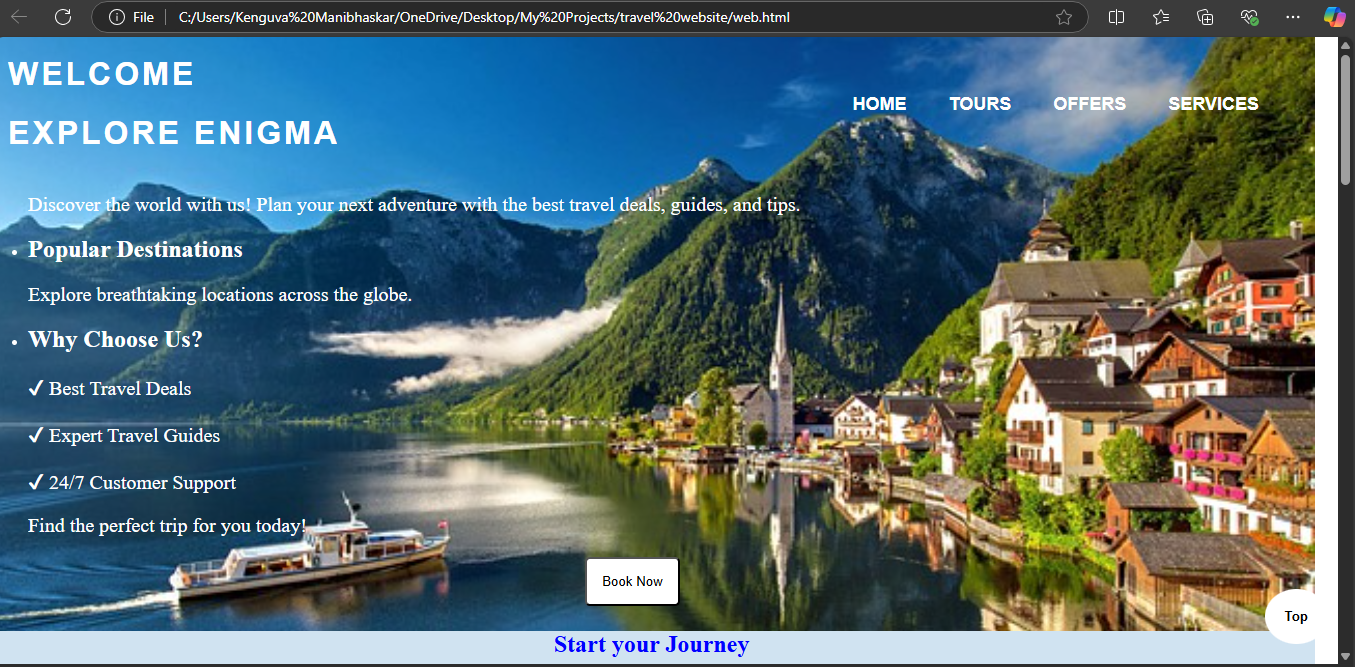 File
C:/Users/Kenguva%20Manibhaskar/OneDrive/Desktop/My%20Projects/travel%20website/web.html
WELCOME
HOME TOURS OFFERS SERVICES
EXPLORE ENIGMA
Discover the world with us! Plan your next adventure with the best travel deals, guides, and tips.
• Popular Destinations
Explore breathtaking locations across the globe.
• Why Choose Us?
✔ Best Travel Deals
✔ Expert Travel Guides
✔ 24/7 Customer Support
Find the perfect trip for you today!
Book Now
Top
Start your Journey